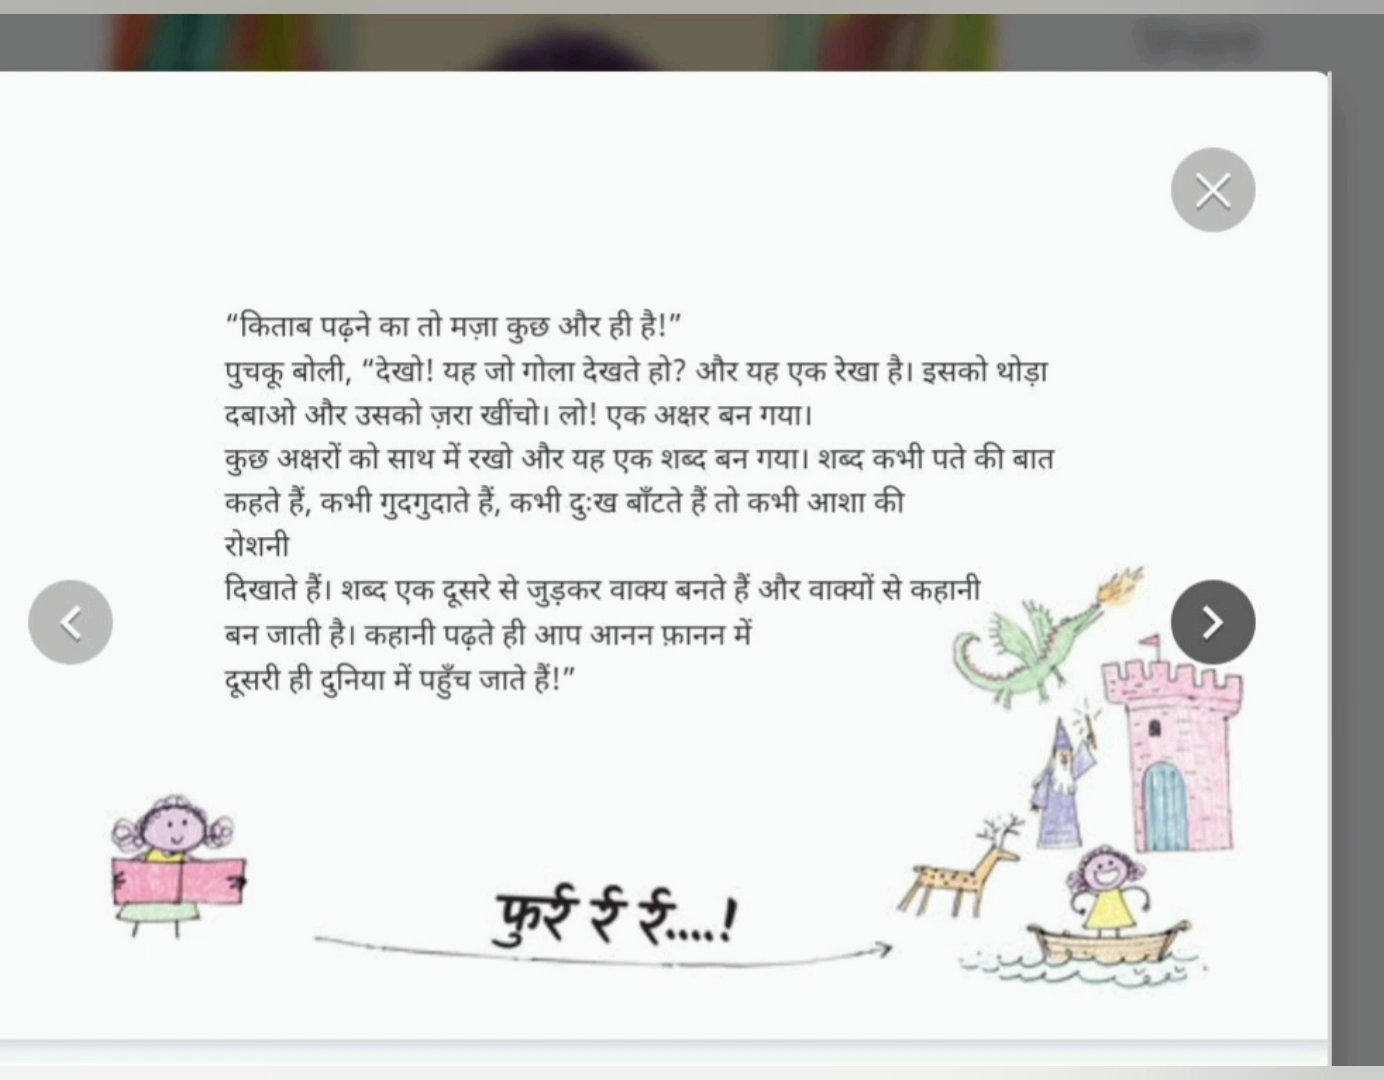 “किताब पढ़ने का तो मज़ा कुछ और ही है!”
पुचकू बोली, “देखो! यह जो गोला देखते हो? और यह एक रेखा है। इसको थोड़ा
दबाओ और उसको ज़रा खींचो। लो! एक अक्षर बन गया।
कुछ अक्षरों को साथ में रखो और यह एक शब्द बन गया। शब्द कभी पते की बात
कहते हैं, कभी गुदगुदाते हैं, कभी दुःख बाँटते हैं तो कभी आशा की
रोशनी
दिखाते हैं। शब्द एक दूसरे से जुड़कर वाक्य बनते हैं और वाक्यों से कहानी
बन जाती है। कहानी पढ़ते ही आप आनन फ़ानन में
दूसरी ही दुनिया में पहुँच जाते हैं!”
फुर्र र्र र्र....!